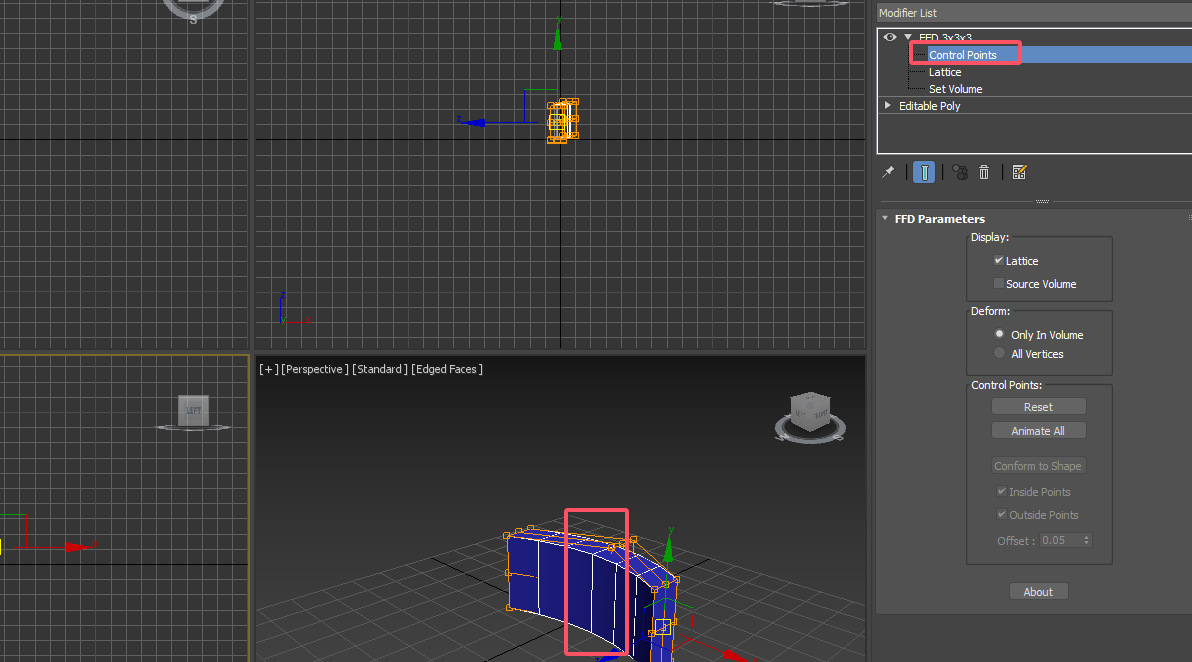 Modifier List
FFD 3x3x3
Control Points
Lattice
Set Volume
Editable Poly
FFD Parameters
Display:
Lattice
Source Volume
Deform:
Only In Volume
All Vertices
Control Points:
Reset
Animate All
Conform to Shape
Inside Points
Outside Points
Offset : 0.05
About
S
y
z
z
[+] [Perspective ] [Standard ] [Edged Faces ]
LEFT
y